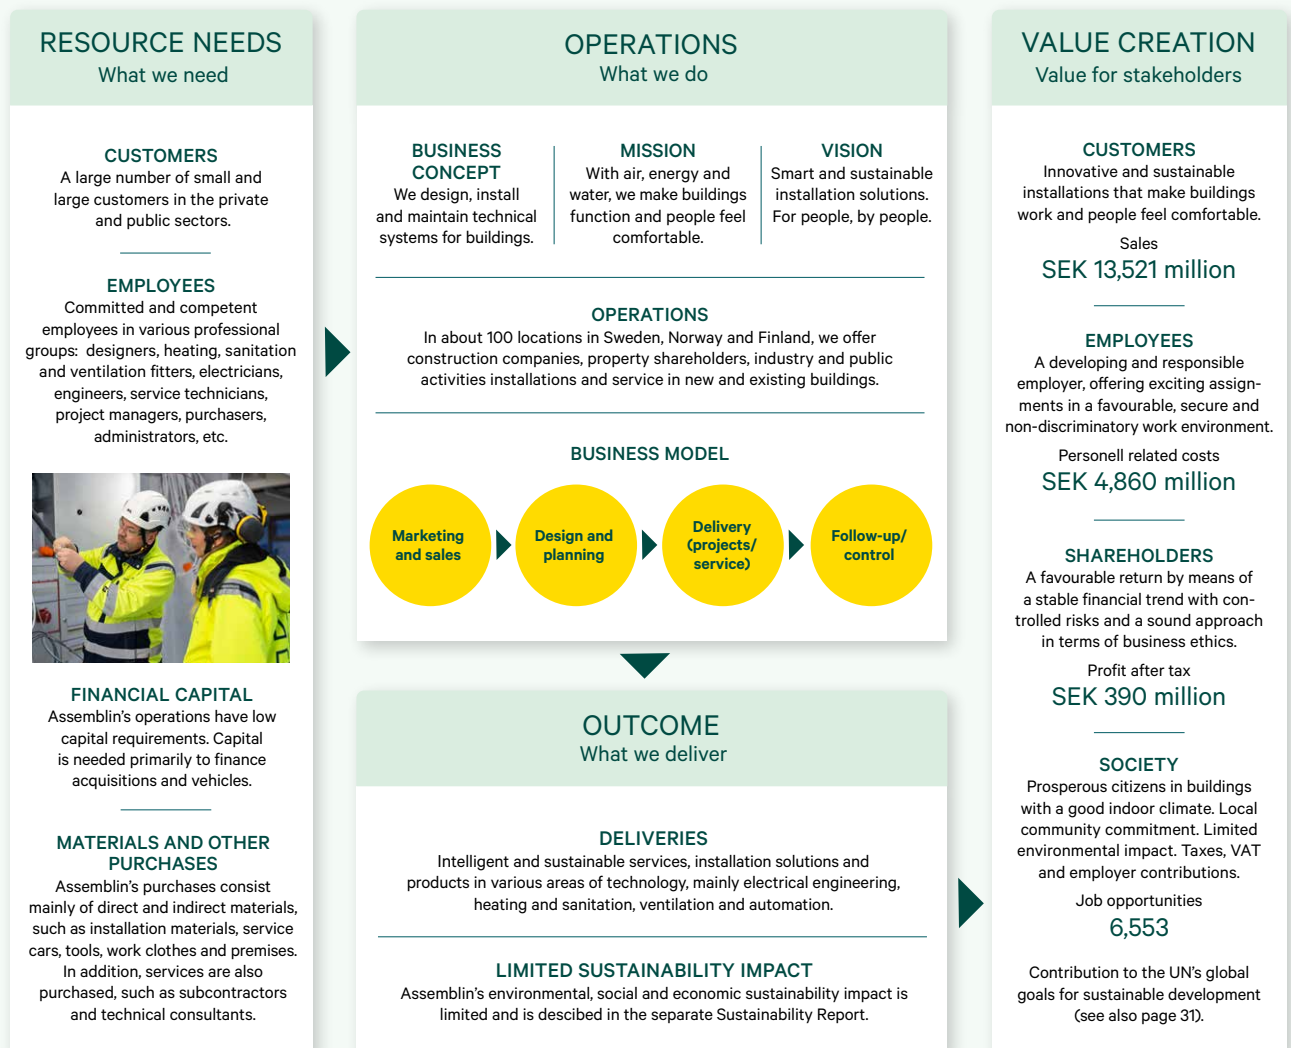 RESOURCE NEEDS
What we need
CUSTOMERS
A large number of small and
large customers in the private
and public sectors.
EMPLOYEES
Committed and competent
employees in various professional
groups: designers, heating, sanitation
and ventilation fitters, electricians,
engineers, service technicians,
project managers, purchasers,
administrators, etc.
FINANCIAL CAPITAL
Assemblin's operations have low
capital requirements. Capital
is needed primarily to finance
acquisitions and vehicles.
MATERIALS AND OTHER
PURCHASES
Assemblin's purchases consist
mainly of direct and indirect materials,
such as installation materials, service
cars, tools, work clothes and premises.
In addition, services are also
purchased, such as subcontractors
and technical consultants.
OPERATIONS
What we do
BUSINESS
CONCEPT
We design, install
and maintain technical
systems for buildings.
MISSION
With air, energy and
water, we make buildings
function and people feel
comfortable.
VISION
Smart and sustainable
installation solutions.
For people, by people.
OPERATIONS
In about 100 locations in Sweden, Norway and Finland, we offer
construction companies, property shareholders, industry and public
activities installations and service in new and existing buildings.
BUSINESS MODEL
Marketing
and sales
Design and
planning
Delivery
(projects/
service)
Follow-up/
control
OUTCOME
What we deliver
DELIVERIES
Intelligent and sustainable services, installation solutions and
products in various areas of technology, mainly electrical engineering,
heating and sanitation, ventilation and automation.
LIMITED SUSTAINABILITY IMPACT
Assemblin's environmental, social and economic sustainability impact is
limited and is descibed in the separate Sustainability Report.
VALUE CREATION
Value for stakeholders
CUSTOMERS
Innovative and sustainable
installations that make buildings
work and people feel comfortable.
Sales
SEK 13,521 million
EMPLOYEES
A developing and responsible
employer, offering exciting assign-
ments in a favourable, secure and
non-discriminatory work environment.
Personell related costs
SEK 4,860 million
SHAREHOLDERS
A favourable return by means of
a stable financial trend with con-
trolled risks and a sound approach
in terms of business ethics.
Profit after tax
SEK 390 million
SOCIETY
Prosperous citizens in buildings
with a good indoor climate. Local
community commitment. Limited
environmental impact. Taxes, VAT
and employer contributions.
Job opportunities
6,553
Contribution to the UN's global
goals for sustainable development
(see also page 31).